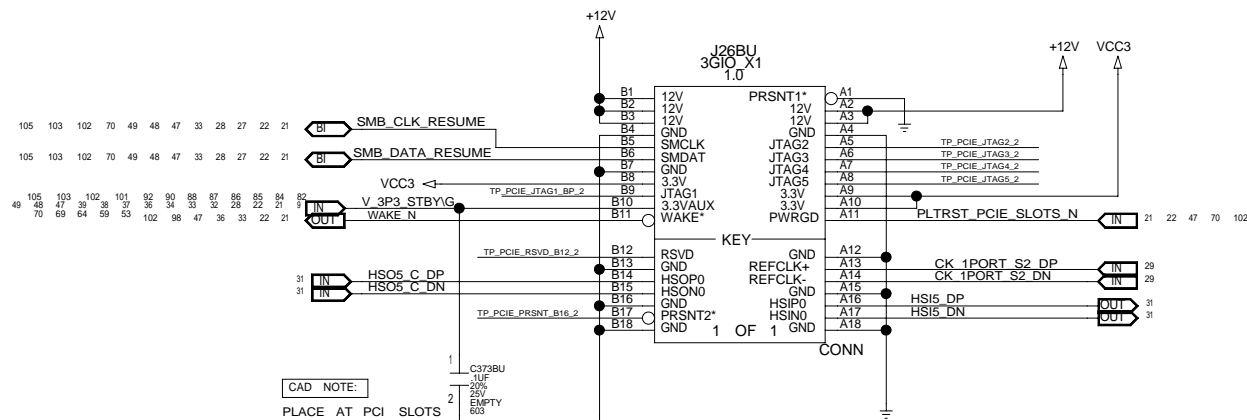 +12V
J26BU
3GIO_X1
1.0
+12V VCC3
B1 12V PRSNT1* A1
B2 12V 12V A2
B3 12V 12V A3
B4 GND GND A4
105 103 102 70 49 48 47 33 28 27 22 21 BI SMB_CLK_RESUME B5 SMCLK JTAG2 A5 TP_PCIE_JTAG2_2
B6 SMDAT JTAG3 A6 TP_PCIE_JTAG3_2
105 103 102 70 49 48 47 33 28 27 22 21 BI SMB_DATA_RESUME B7 GND JTAG4 A7 TP_PCIE_JTAG4_2
VCC3 B8 3.3V JTAG5 A8 TP_PCIE_JTAG5_2
TP_PCIE_JTAG1_BP_2 B9 JTAG1 3.3V A9
105 103 102 101 92 90 88 87 86 85 84 82
49 48 47 39 38 37 36 34 33 32 28 22 21 9 IN V_3P3_STBY\G B10 3.3VAUX 3.3V A10
70 69 64 59 53 102 98 47 36 33 22 21 OUT WAKE_N B11 WAKE* PWRGD A11 PLTRST_PCIE_SLOTS_N IN 21 22 47 70 102
KEY
TP_PCIE_RSVD_B12_2 B12 RSVD GND A12
B13 GND REFCLK+ A13 CK_1PORT_S2_DP IN 29
31 IN HSO5_C_DP B14 HSOP0 REFCLK- A14 CK_1PORT_S2_DN IN 29
31 IN HSO5_C_DN B15 HSON0 GND A15
B16 GND HSIP0 A16 HSI5_DP OUT 31
TP_PCIE_PRSNT_B16_2 B17 PRSNT2* HSIN0 A17 HSI5_DN OUT 31
B18 GND GND A18
1 OF 1
CONN
1 C373BU
.1UF
20%
25V
2 EMPTY
603
CAD NOTE:
PLACE AT PCI SLOTS